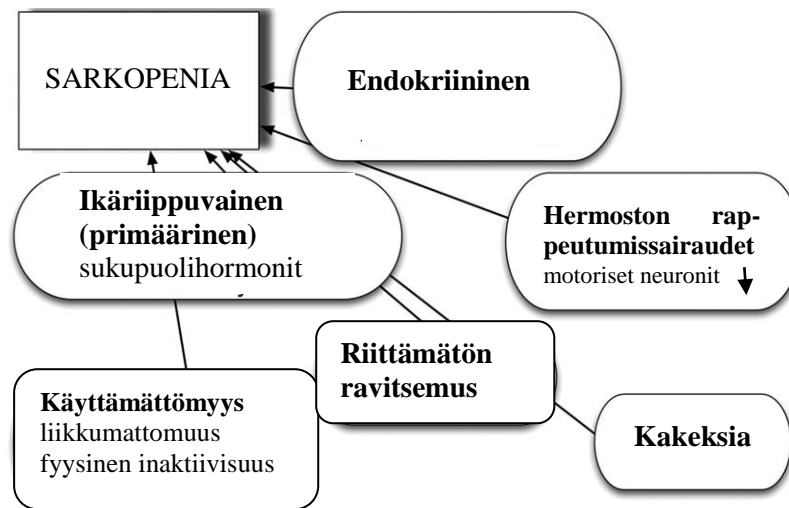 SARKOPENIA
Endokriininen
Ikäriippuvainen
(primäärinen)
sukupuolihormonit
Hermoston rap-
peutumissairaudet
motoriset neuronit
Riittämätön
ravitsemus
Käyttämättömyys
liikkumattomuus
fyysinen inaktiivisuus
Kakeksia